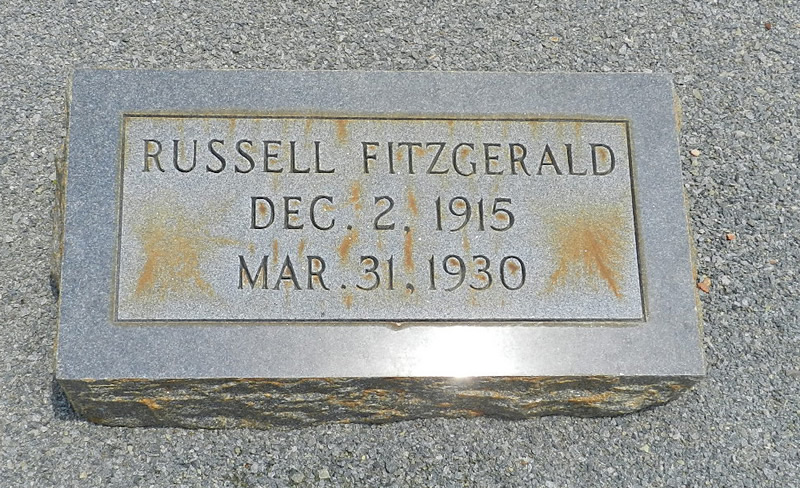 RUSSELL FITZGERALD
DEC. 2, 1915
MAR. 31, 1930